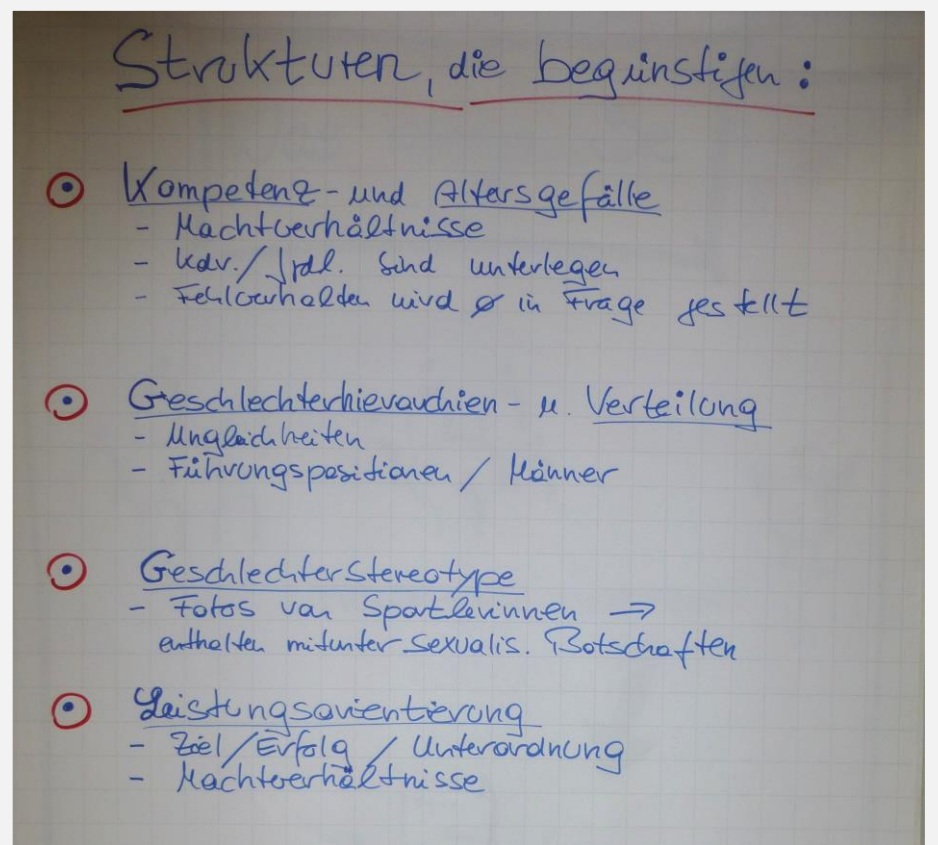 Strukturen, die begünstigen:
Kompetenz- und Altersgefälle
- Machtverhältnisse
- Kdr./Jgdl. sind unterlegen
- Fehlverhalten wird ø in Frage gestellt
Geschlechterhierarchien- u. Verteilung
- Ungleichheiten
- Führungspositionen / Männer
Geschlechterstereotype
- Fotos von Sportlerinnen →
enthalten mitunter sexualis. Botschaften
Leistungsorientierung
- Ziel/Erfolg / Unterordnung
- Machtverhältnisse